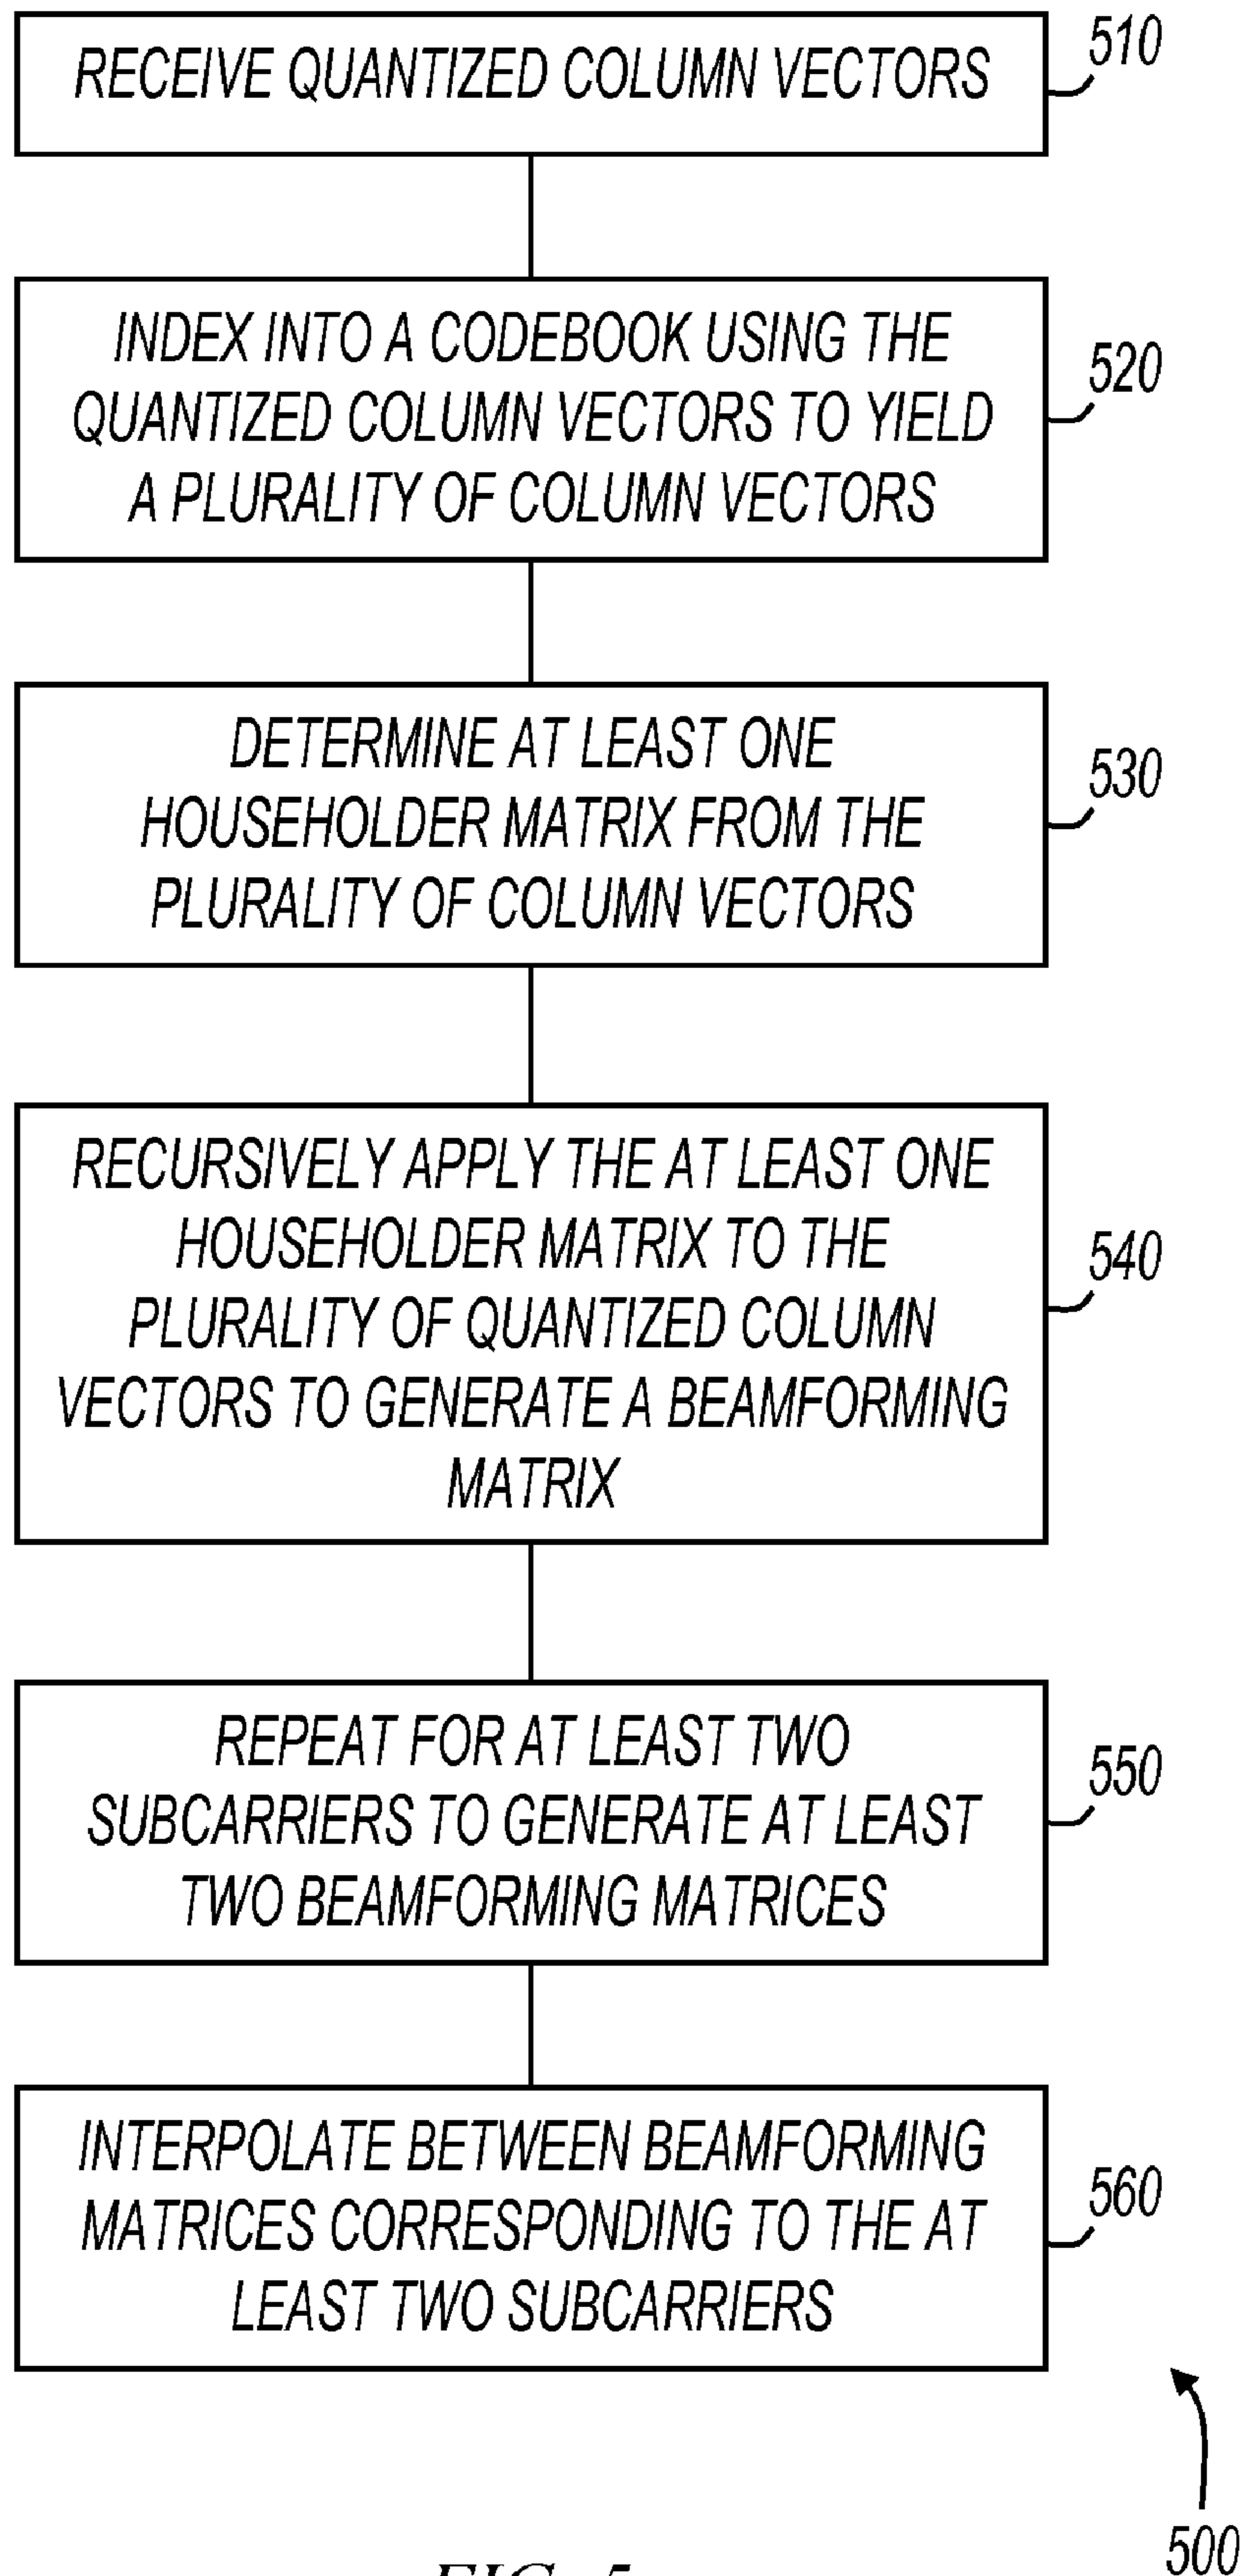 RECEIVE QUANTIZED COLUMN VECTORS
510
INDEX INTO A CODEBOOK USING THE
QUANTIZED COLUMN VECTORS TO YIELD
A PLURALITY OF COLUMN VECTORS
520
DETERMINE AT LEAST ONE
HOUSEHOLDER MATRIX FROM THE
PLURALITY OF COLUMN VECTORS
530
RECURSIVELY APPLY THE AT LEAST ONE
HOUSEHOLDER MATRIX TO THE
PLURALITY OF QUANTIZED COLUMN
VECTORS TO GENERATE A BEAMFORMING
MATRIX
540
REPEAT FOR AT LEAST TWO
SUBCARRIERS TO GENERATE AT LEAST
TWO BEAMFORMING MATRICES
550
INTERPOLATE BETWEEN BEAMFORMING
MATRICES CORRESPONDING TO THE AT
LEAST TWO SUBCARRIERS
560
500